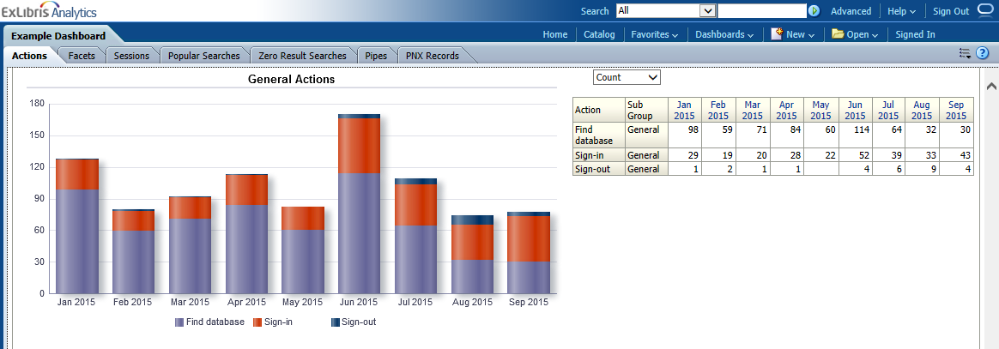 ExLibris Analytics
Search All Advanced Help Sign Out
Example Dashboard
Home Catalog Favorites Dashboards New Open Signed In
Actions Facets Sessions Popular Searches Zero Result Searches Pipes PNX Records
General Actions
180
150
120
90
60
30
0
Jan 2015 Feb 2015 Mar 2015 Apr 2015 May 2015 Jun 2015 Jul 2015 Aug 2015 Sep 2015
Find database Sign-in Sign-out
Count
Action Sub Group Jan 2015 Feb 2015 Mar 2015 Apr 2015 May 2015 Jun 2015 Jul 2015 Aug 2015 Sep 2015
Find database General 98 59 71 84 60 114 64 32 30
Sign-in General 29 19 20 28 22 52 39 33 43
Sign-out General 1 2 1 1 4 6 9 4